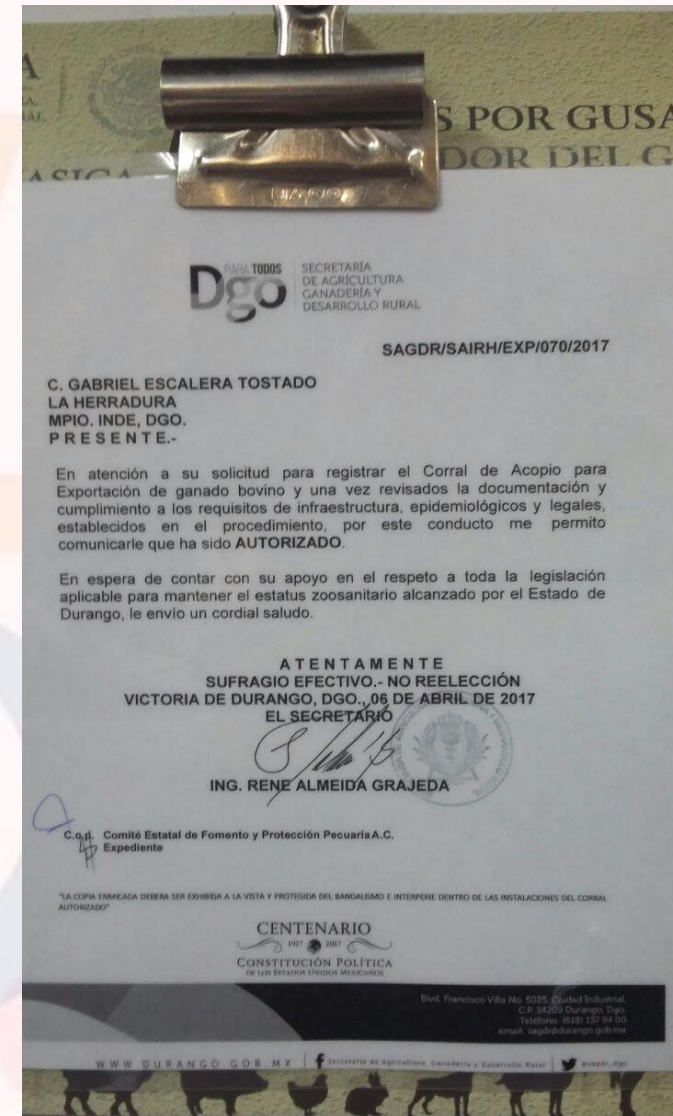 S POR GUSA
DOR DEL G
PARA TODOS
Dgo
SECRETARÍA
DE AGRICULTURA
GANADERÍA Y
DESARROLLO RURAL
SAGDR/SAIRH/EXP/070/2017
C. GABRIEL ESCALERA TOSTADO
LA HERRADURA
MPIO. INDE, DGO.
P R E S E N T E.-
En atención a su solicitud para registrar el Corral de Acopio para
Exportación de ganado bovino y una vez revisados la documentación y
cumplimiento a los requisitos de infraestructura, epidemiológicos y legales,
establecidos en el procedimiento, por este conducto me permito
comunicarle que ha sido AUTORIZADO.
En espera de contar con su apoyo en el respeto a toda la legislación
aplicable para mantener el estatus zoosanitario alcanzado por el Estado de
Durango, le envío un cordial saludo.
A T E N T A M E N T E
SUFRAGIO EFECTIVO.- NO REELECCIÓN
VICTORIA DE DURANGO, DGO., 06 DE ABRIL DE 2017
EL SECRETARIO
ING. RENE ALMEIDA GRAJEDA
C.c.p. Comité Estatal de Fomento y Protección Pecuaria A.C.
Expediente
"LA COPIA ENMICADA DEBERA SER EXHIBIDA A LA VISTA Y PROTEGIDA DEL BANDALISMO E INTERPERIE DENTRO DE LAS INSTALACIONES DEL CORRAL
AUTORIZADO"
CENTENARIO
1917 2017
CONSTITUCIÓN POLÍTICA
DE LOS ESTADOS UNIDOS MEXICANOS
Blvd. Francisco Villa No. 5025, Ciudad Industrial,
C.P. 34209 Durango, Dgo.
Teléfono: (618) 137 94 00
email: sagdr@durango.gob.mx
WWW.DURANGO.GOB.MX
Secretaría de Agricultura, Ganadería y Desarrollo Rural
@sagdr_dgo